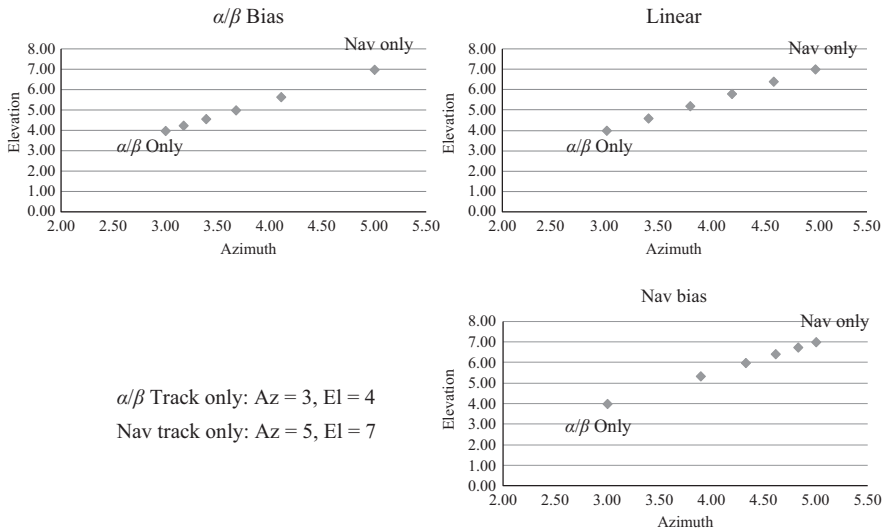 α/β Bias
Nav only
8.00
7.00
6.00
5.00
4.00
3.00
2.00
1.00
0.00
Elevation
α/β Only
2.00 3.00 3.50 4.00 4.50 5.00 5.50
Azimuth
Linear
Nav only
8.00
7.00
6.00
5.00
4.00
3.00
2.00
1.00
0.00
Elevation
α/β Only
2.00 3.00 3.50 4.00 4.50 5.00 5.50
Azimuth
α/β Track only: Az = 3, El = 4
Nav track only: Az = 5, El = 7
Nav bias
Nav only
8.00
7.00
6.00
5.00
4.00
3.00
2.00
1.00
0.00
Elevation
α/β Only
2.00 3.00 3.50 4.00 4.50 5.00 5.50
Azimuth